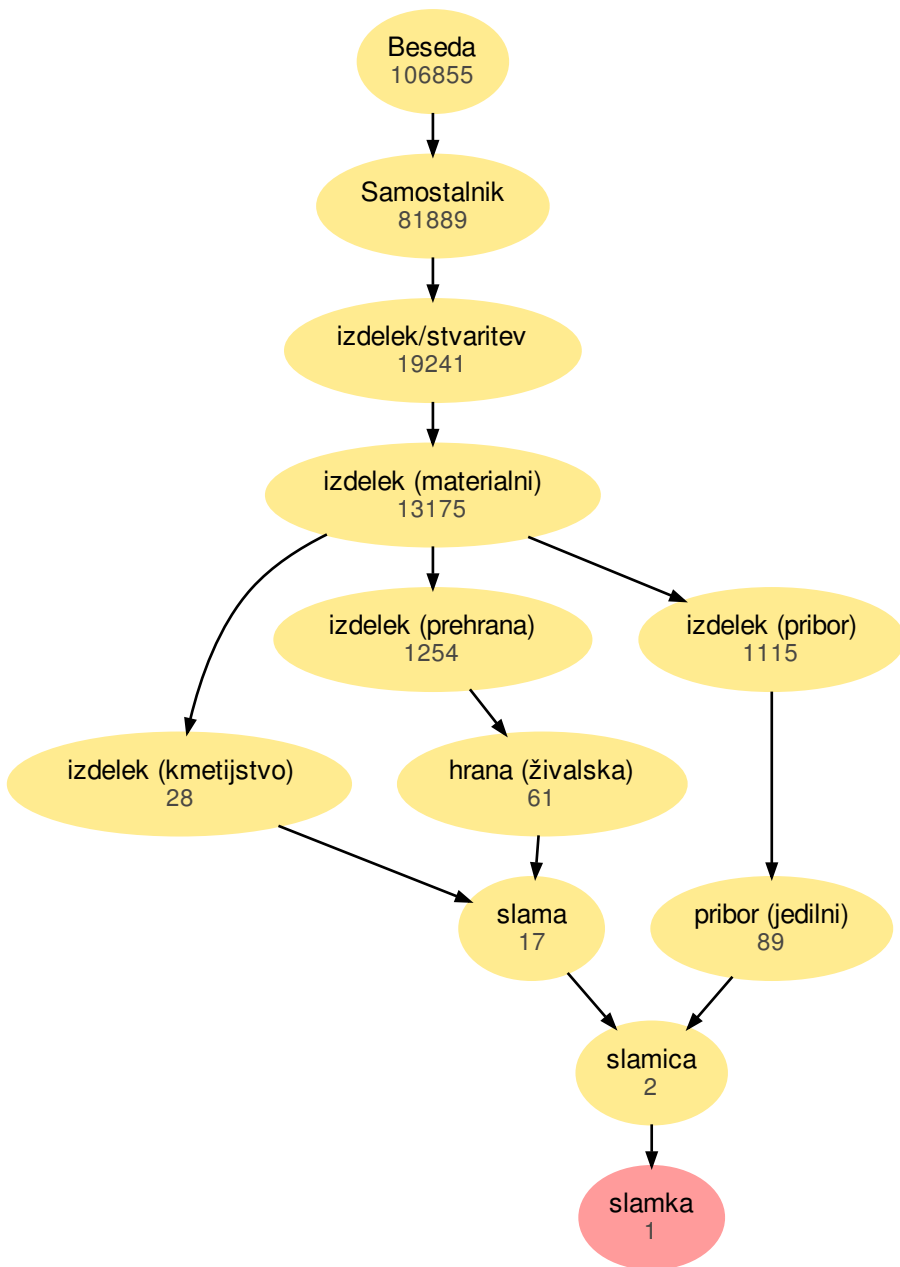 Beseda
106855
Samostalnik
81889
izdelek/stvaritev
19241
izdelek (materialni)
13175
izdelek (prehrana)
1254
izdelek (pribor)
1115
izdelek (kmetijstvo)
28
hrana (živalska)
61
slama
17
pribor (jedilni)
89
slamica
2
slamka
1